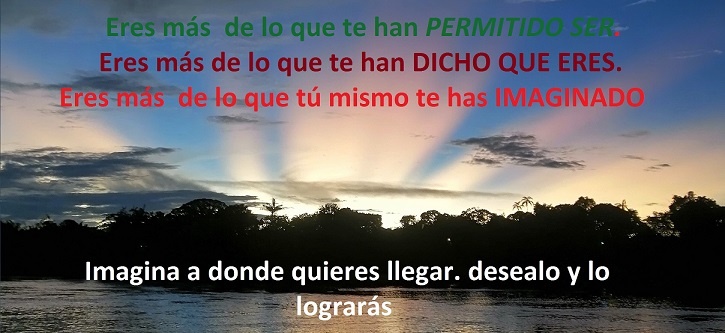 Eres más  de lo que te han PERMITIDO SER.
Eres más de lo que te han DICHO QUE ERES.
Eres más  de lo que tú mismo te has IMAGINADO
Imagina a donde quieres llegar. desealo y lo
lograrás